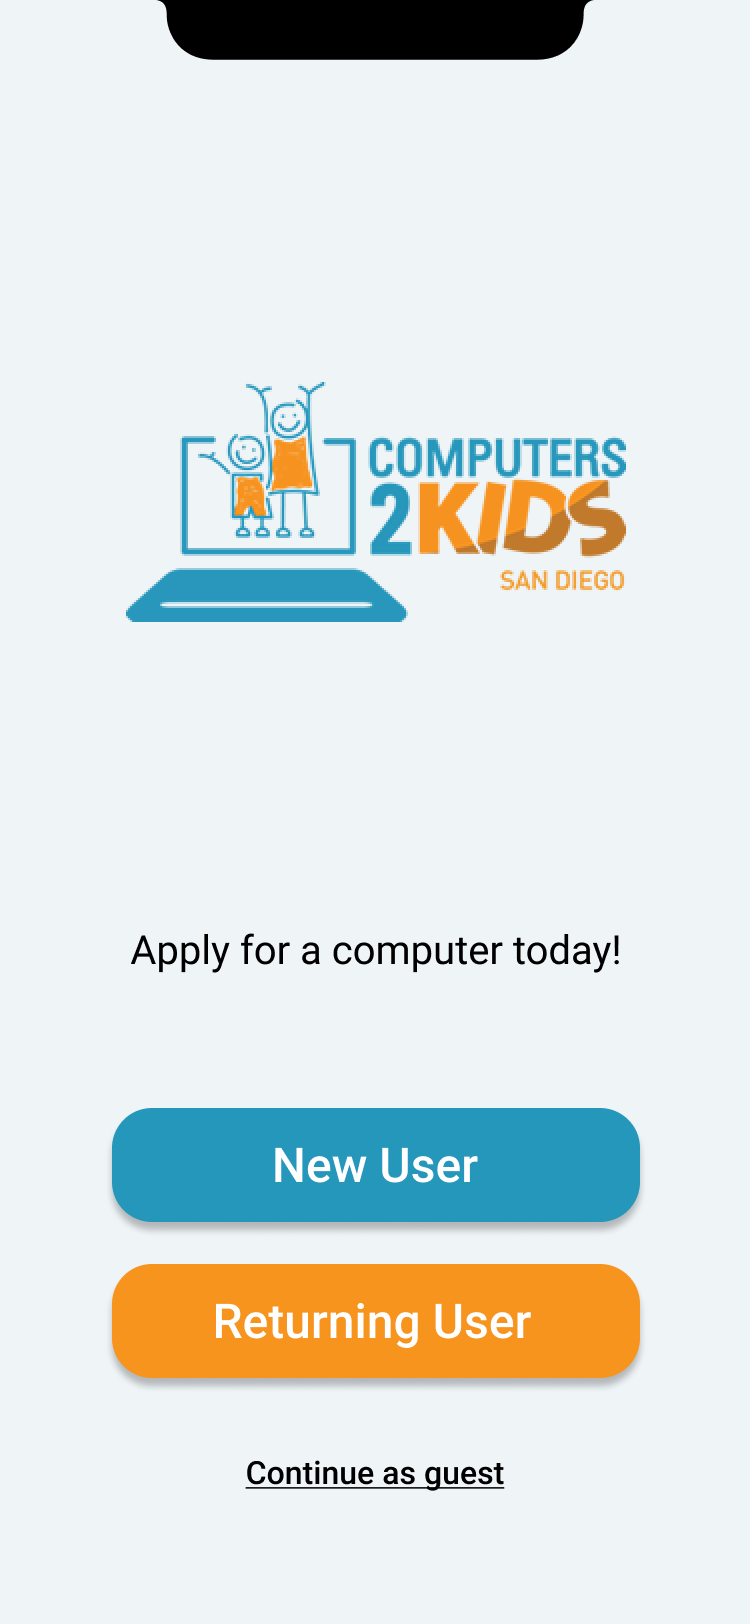 COMPUTERS
2KIDS
SAN DIEGO
Apply for a computer today!
New User
Returning User
Continue as guest